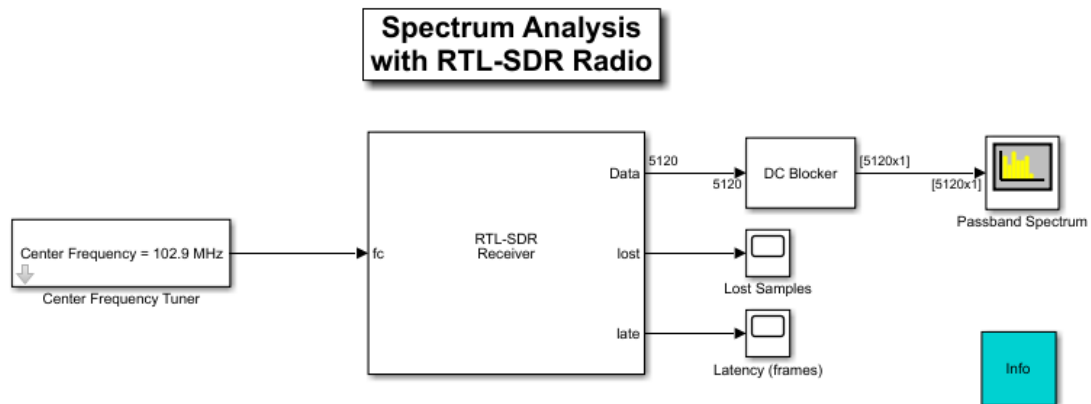 Spectrum Analysis
with RTL-SDR Radio
Data
5120
5120
DC Blocker
[5120x1]
[5120x1]
Passband Spectrum
Center Frequency = 102.9 MHz
Center Frequency Tuner
fc
RTL-SDR
Receiver
lost
Lost Samples
late
Latency (frames)
Info